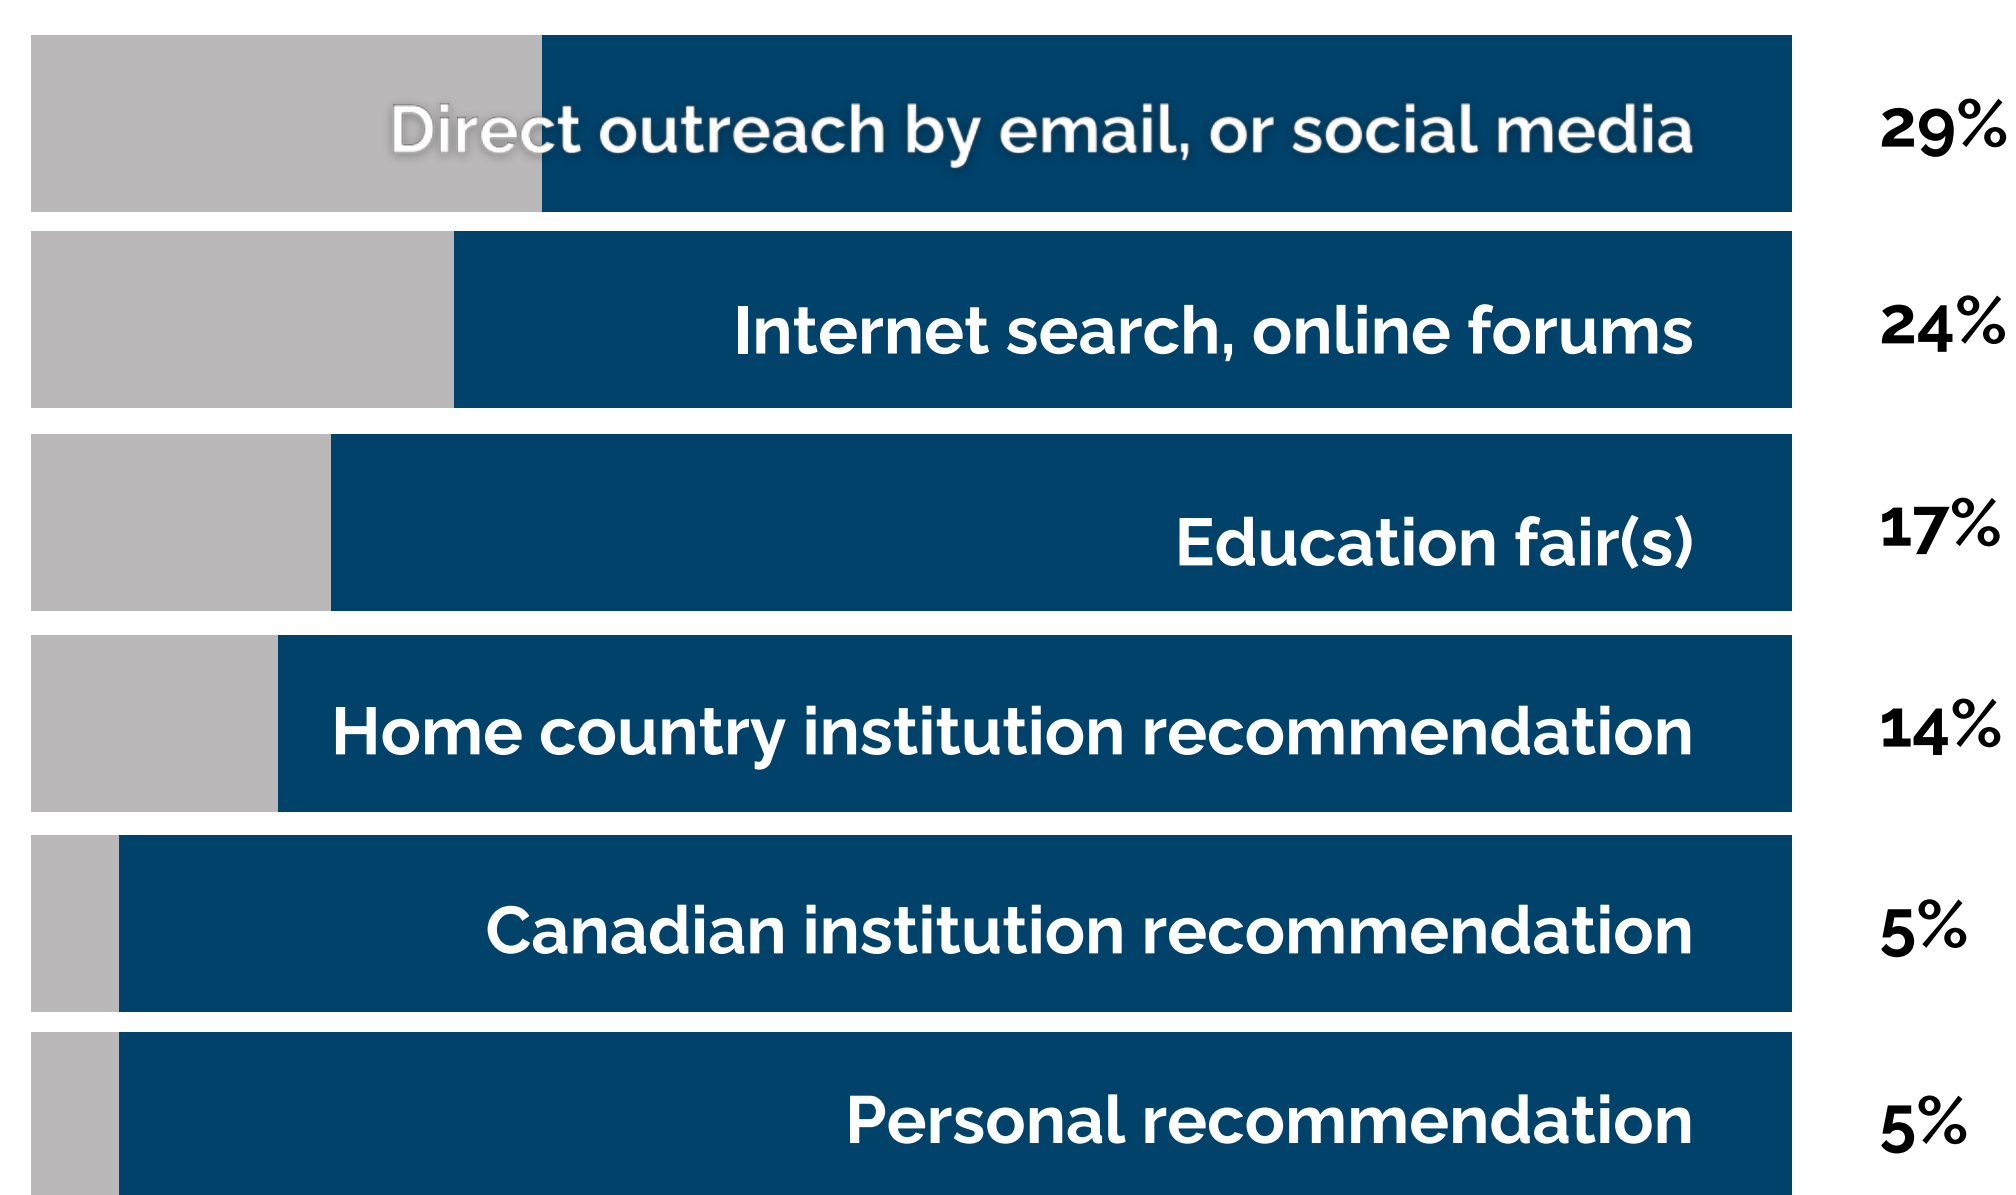 Direct outreach by email, or social media 29%
Internet search, online forums 24%
Education fair(s) 17%
Home country institution recommendation 14%
Canadian institution recommendation 5%
Personal recommendation 5%